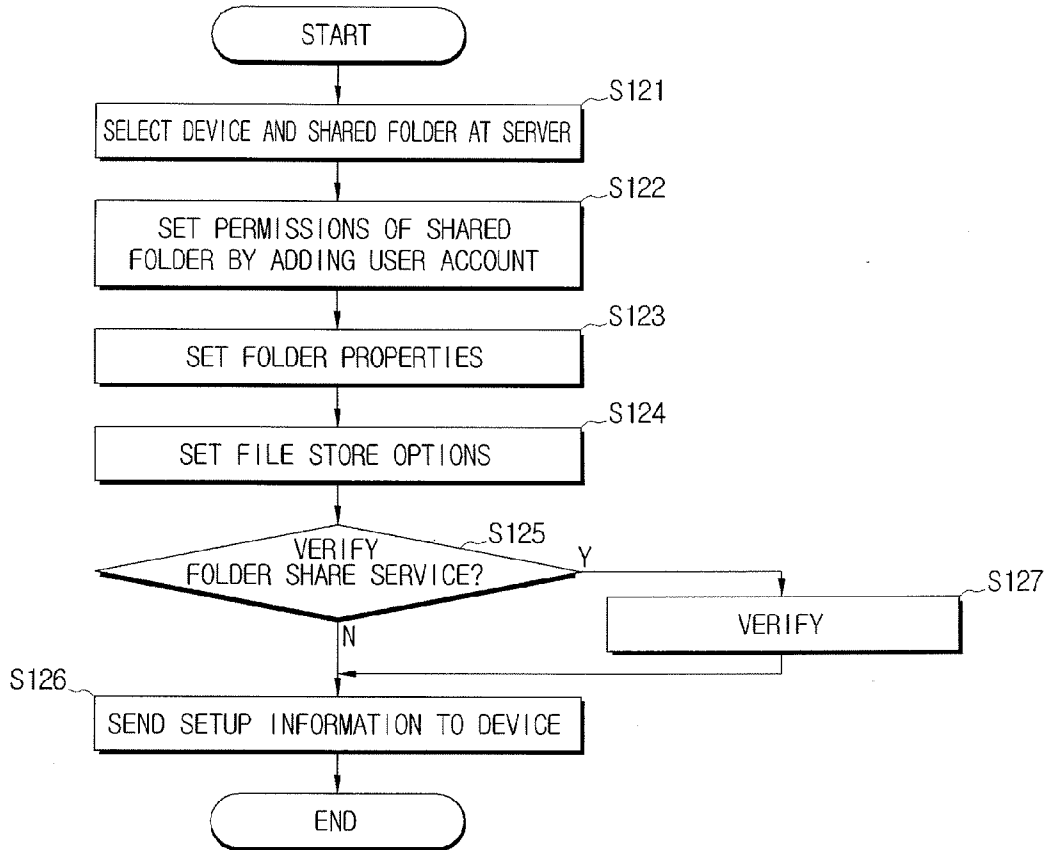 START
S121
SELECT DEVICE AND SHARED FOLDER AT SERVER
S122
SET PERMISSIONS OF SHARED
FOLDER BY ADDING USER ACCOUNT
S123
SET FOLDER PROPERTIES
S124
SET FILE STORE OPTIONS
S125
VERIFY
FOLDER SHARE SERVICE?
Y
S127
VERIFY
N
S126
SEND SETUP INFORMATION TO DEVICE
END